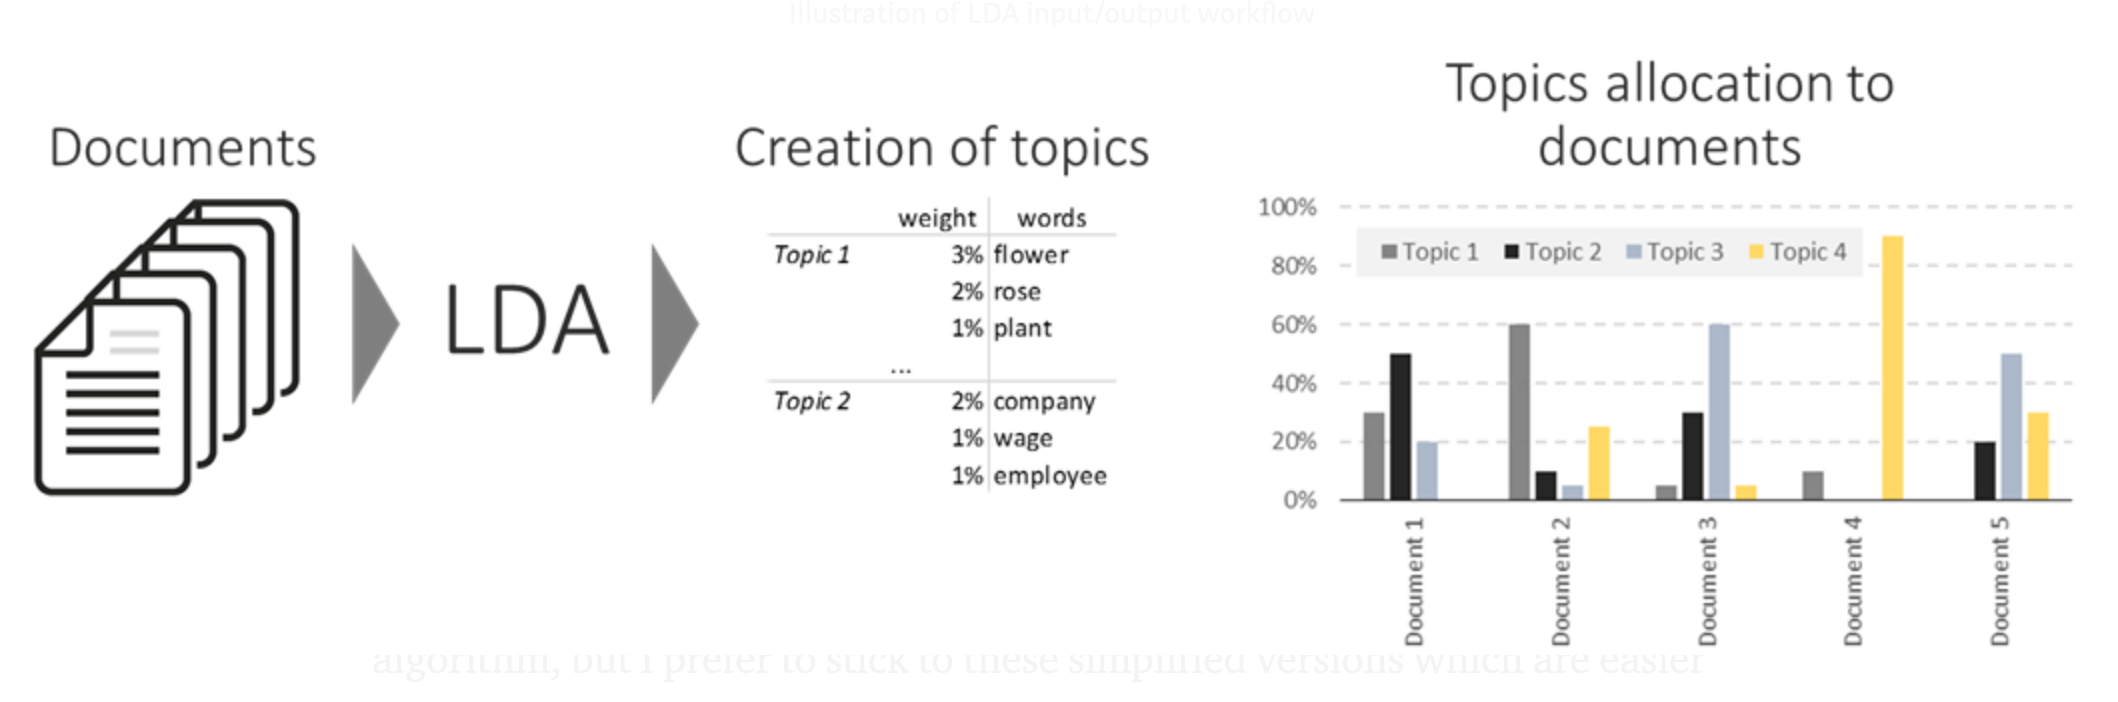 Illustration of LDA input/output workflow
Documents
LDA
Creation of topics
weight words
Topic 1 3% flower
2% rose
1% plant
...
Topic 2 2% company
1% wage
1% employee
Topics allocation to
documents
100%
80%
60%
40%
20%
0%
Topic 1 Topic 2 Topic 3 Topic 4
Document 1
Document 2
Document 3
Document 4
Document 5
algorithm, but I prefer to stick to these simplified versions which are easier